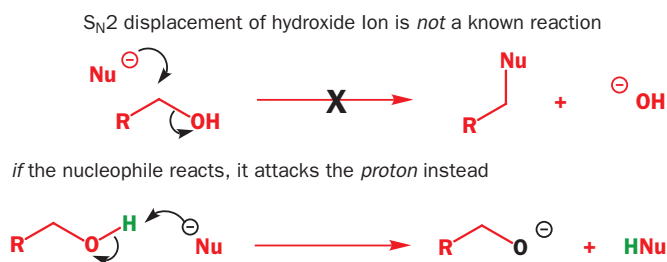 SN2 displacement of hydroxide Ion is not a known reaction
Nu ⊖
R OH
X
Nu
R
+
⊖ OH
if the nucleophile reacts, it attacks the proton instead
R O H
⊖ Nu
R O ⊖
+
HNu